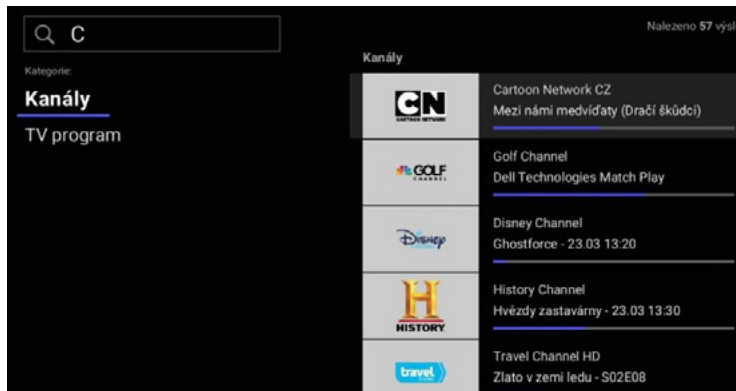 C
Nalezeno 57
Kategorie:
Kanály
TV program
Kanály
CN
CARTOON NETWORK
Cartoon Network CZ
Mezi námi medvíďaty (Dračí škůdci)
GOLF
CHANNEL
Golf Channel
Dell Technologies Match Play
Disney
Disney Channel
Ghostforce - 23.03 13:20
H
HISTORY
History Channel
Hvězdy zastavárny - 23.03 13:30
travel
Travel Channel HD
Zlato v zemi ledu - S02E08